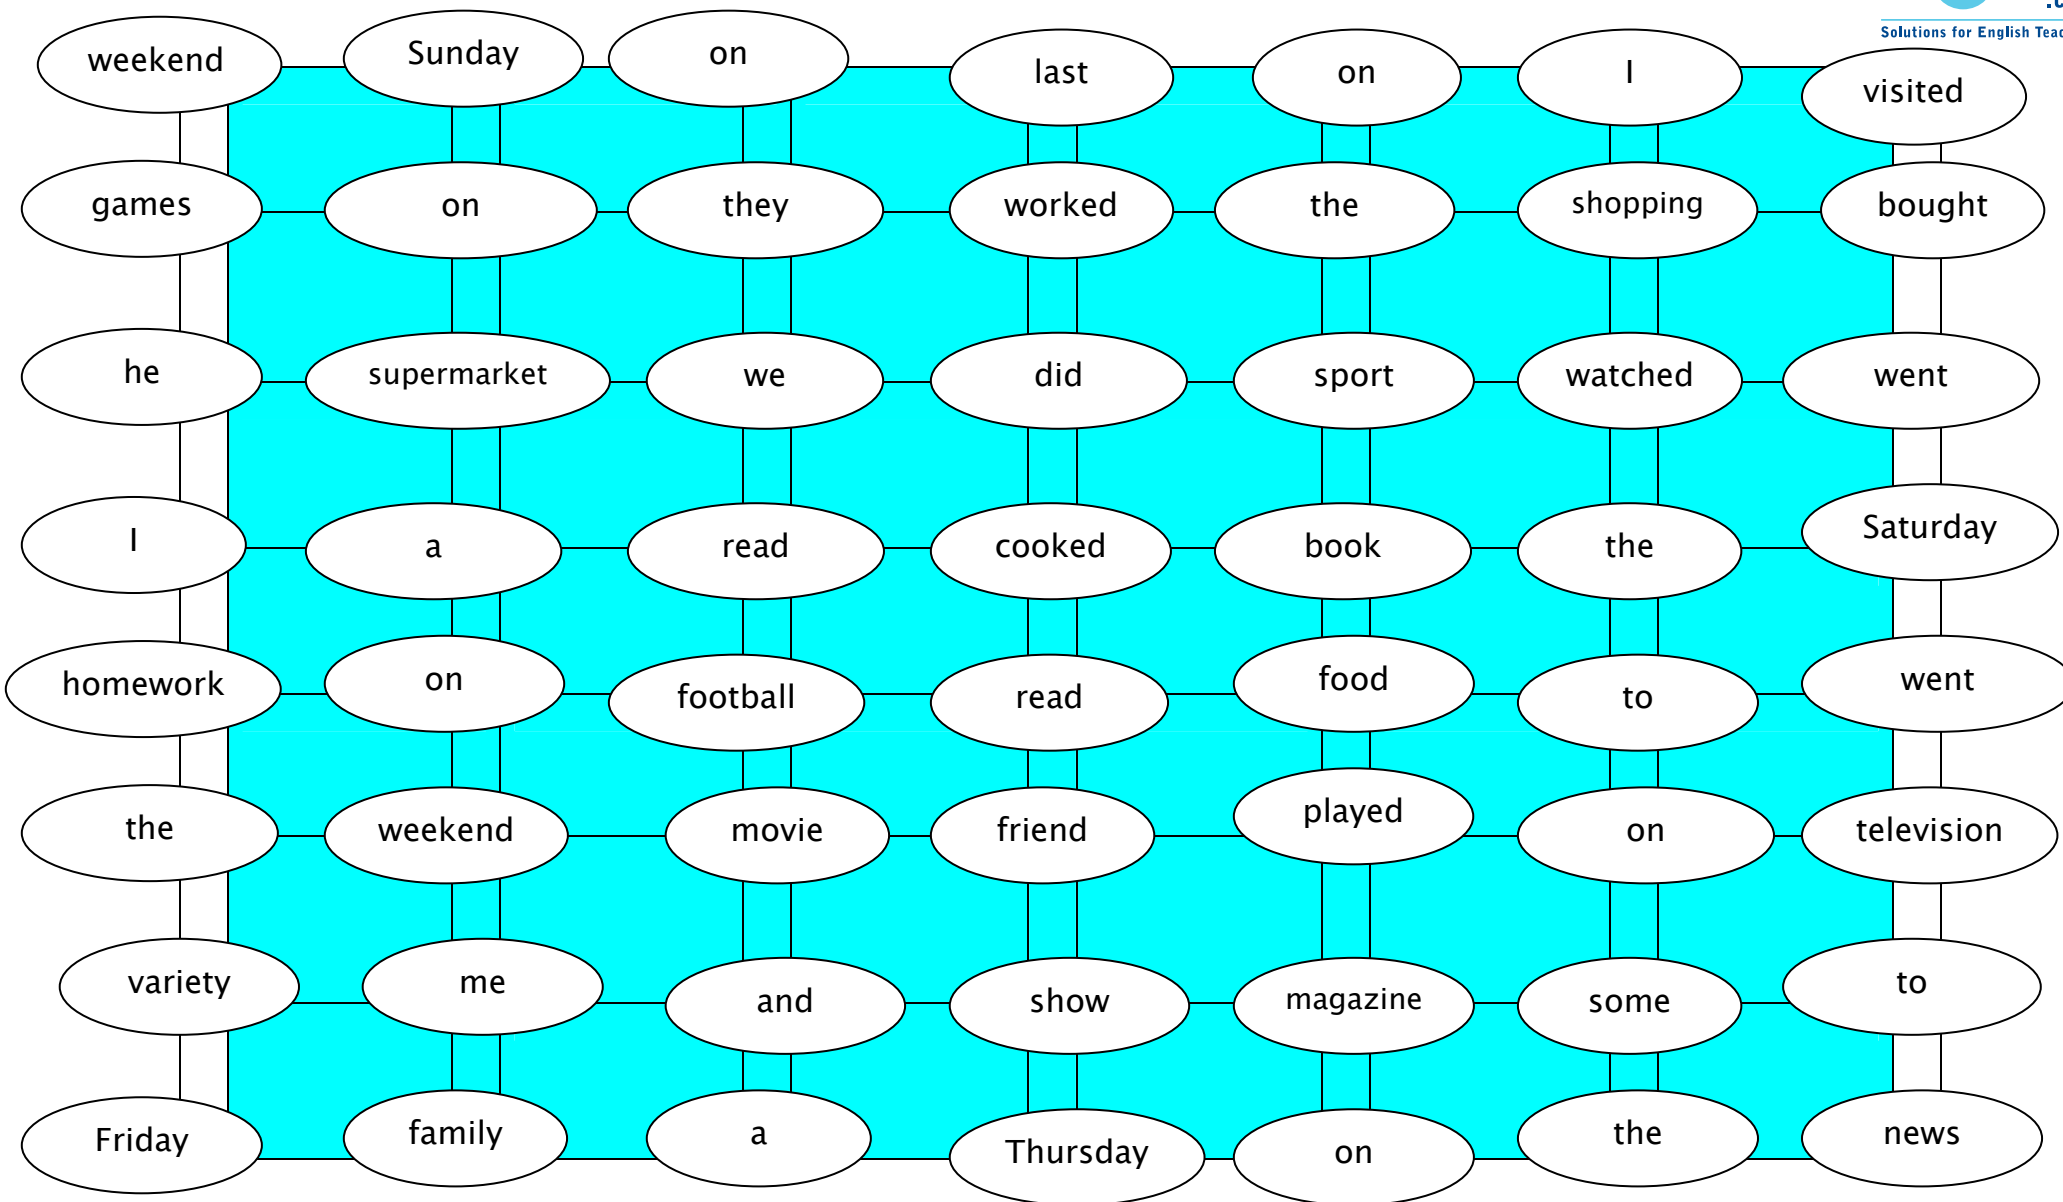 Solutions for English Teac
weekend Sunday on last on I visited
games on they worked the shopping bought
he supermarket we did sport watched went
I a read cooked book the Saturday
homework on football read food to went
the weekend movie friend played on television
variety me and show magazine some to
Friday family a Thursday on the news